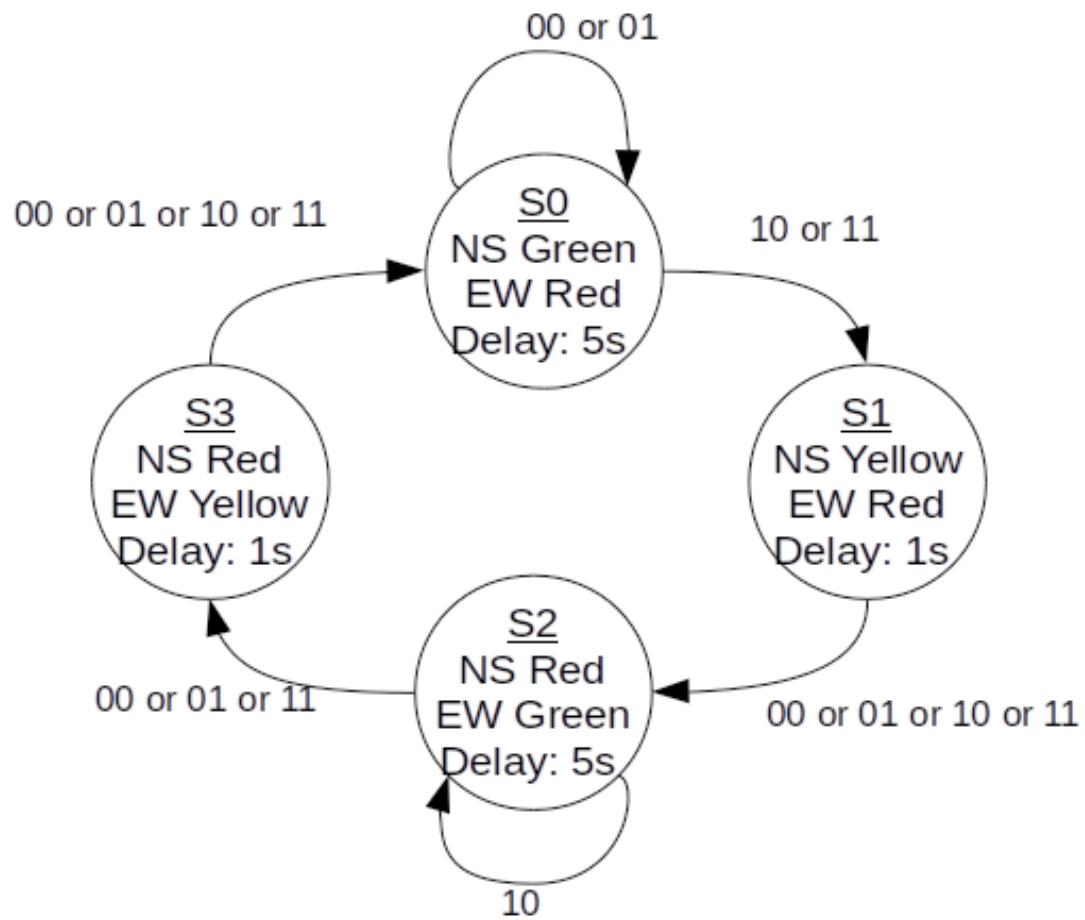 00 or 01
S0
NS Green
EW Red
Delay: 5s
00 or 01 or 10 or 11
10 or 11
S3
NS Red
EW Yellow
Delay: 1s
S1
NS Yellow
EW Red
Delay: 1s
S2
NS Red
EW Green
Delay: 5s
00 or 01 or 11
00 or 01 or 10 or 11
10